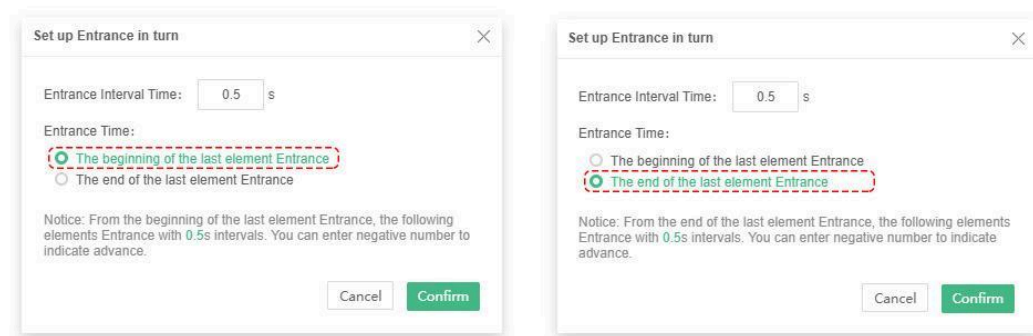 Set up Entrance in turn
Entrance Interval Time: 0.5 s
Entrance Time:
The beginning of the last element Entrance
The end of the last element Entrance
Notice: From the beginning of the last element Entrance, the following
elements Entrance with 0.5s intervals. You can enter negative number to
indicate advance.
Cancel Confirm
Set up Entrance in turn
Entrance Interval Time: 0.5 s
Entrance Time:
The beginning of the last element Entrance
The end of the last element Entrance
Notice: From the end of the last element Entrance, the following elements
Entrance with 0.5s intervals. You can enter negative number to indicate
advance.
Cancel Confirm